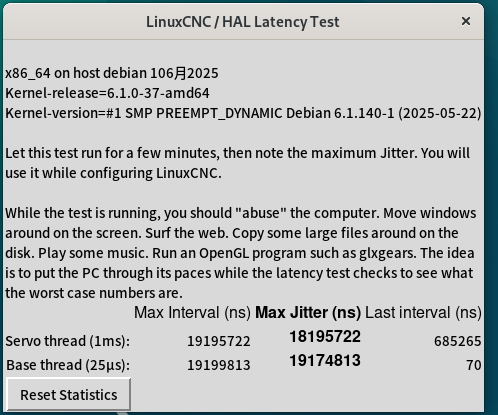 LinuxCNC / HAL Latency Test
×
x86_64 on host debian 106月2025
Kernel-release=6.1.0-37-amd64
Kernel-version=#1 SMP PREEMPT_DYNAMIC Debian 6.1.140-1 (2025-05-22)
Let this test run for a few minutes, then note the maximum Jitter. You will
use it while configuring LinuxCNC.
While the test is running, you should "abuse" the computer. Move windows
around on the screen. Surf the web. Copy some large files around on the
disk. Play some music. Run an OpenGL program such as glxgears. The idea
is to put the PC through its paces while the latency test checks to see what
the worst case numbers are.
Max Interval (ns) Max Jitter (ns) Last interval (ns)
Servo thread (1ms): 19195722 18195722 685265
Base thread (25µs): 19199813 19174813 70
Reset Statistics